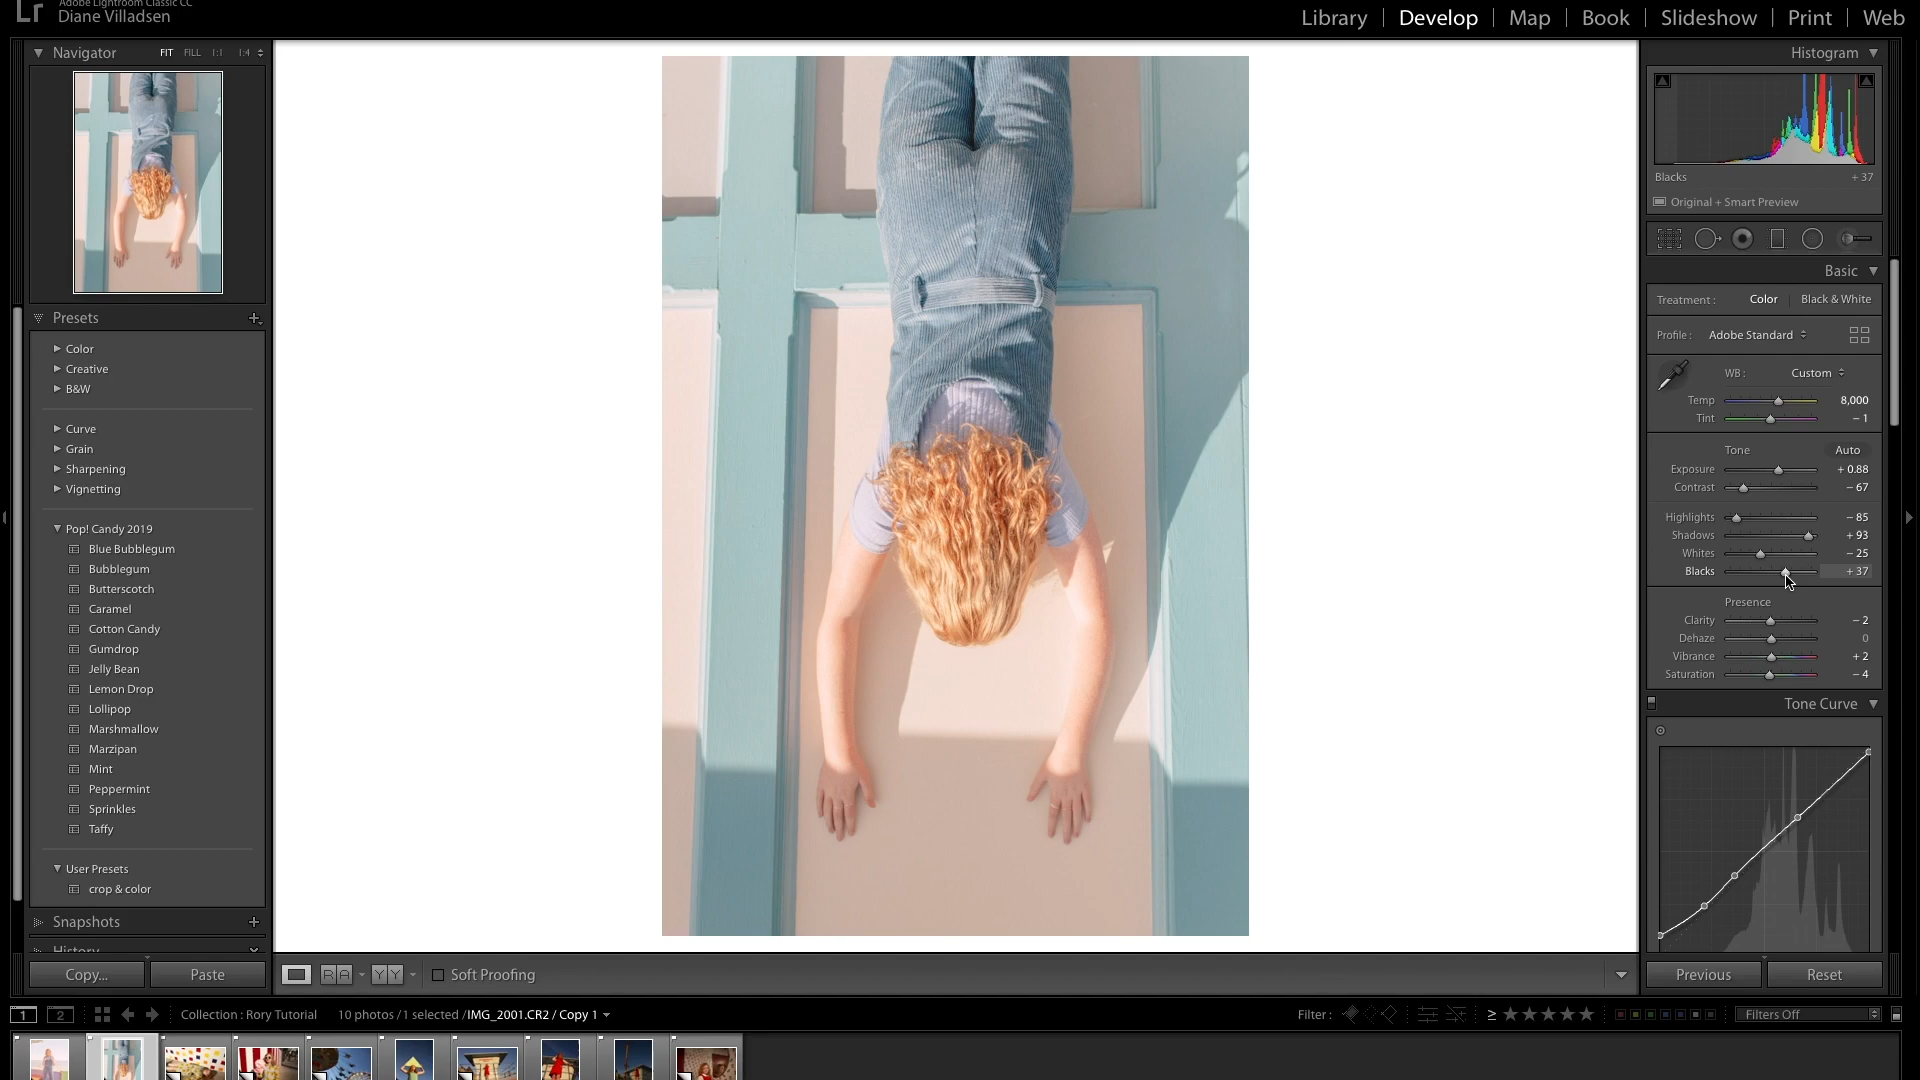 Lr
Adobe Lightroom Classic CC
Diane Villadsen
Library | Develop | Map | Book | Slideshow | Print | Web
Navigator FIT FILL 1:1 1:4
Presets
Color
Creative
B&W
Curve
Grain
Sharpening
Vignetting
Pop! Candy 2019
Blue Bubblegum
Bubblegum
Butterscotch
Caramel
Cotton Candy
Gumdrop
Jelly Bean
Lemon Drop
Lollipop
Marshmallow
Marzipan
Mint
Peppermint
Sprinkles
Taffy
User Presets
crop & color
Snapshots
History
Copy... Paste
R A Y Y Soft Proofing
Histogram
Blacks + 37
Original + Smart Preview
Basic
Treatment : Color | Black & White
Profile : Adobe Standard
WB : Custom
Temp 8,000
Tint − 1
Tone Auto
Exposure + 0.88
Contrast − 67
Highlights − 85
Shadows + 93
Whites − 25
Blacks + 37
Presence
Clarity − 2
Dehaze 0
Vibrance + 2
Saturation − 4
Tone Curve
Previous Reset
1 2 Collection : Rory Tutorial 10 photos / 1 selected / IMG_2001.CR2 / Copy 1 Filter : ≥ ★★★★★ Filters Off